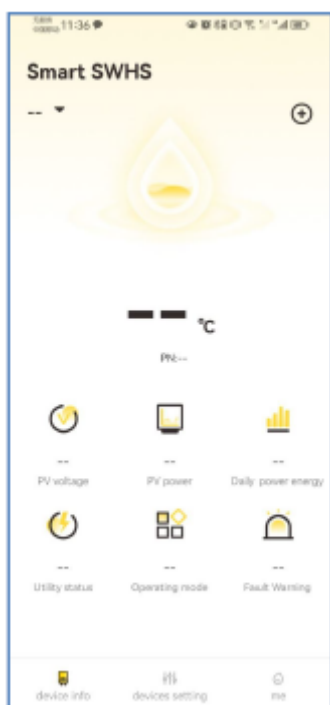 11:36
Smart SWHS
--
-- °C
PN:--
-- -- --
PV voltage PV power Daily power energy
-- -- --
Utility status Operating mode Fault Warning
device info devices setting me